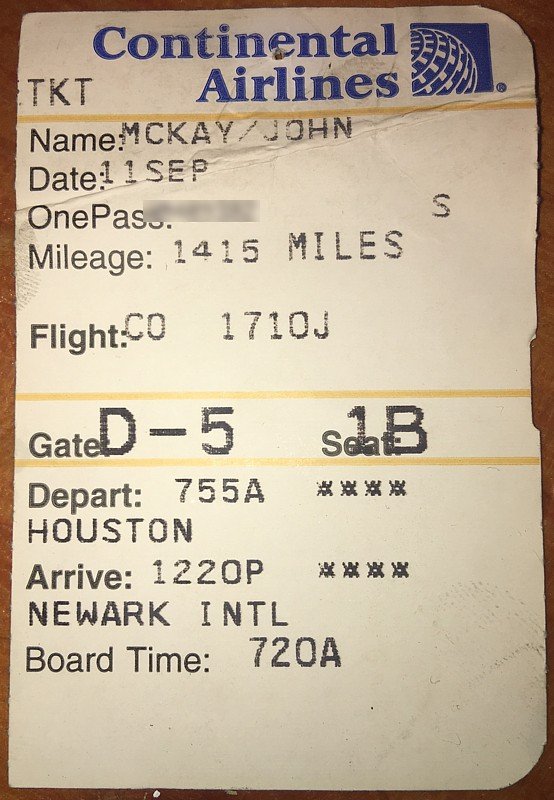 Continental
Airlines®
TKT
Name: MCKAY/JOHN
Date: 11SEP
OnePass: S
Mileage: 1415 MILES
Flight: CO 1710J
Gate D-5 Seat: 1B
Depart: 755A ****
HOUSTON
Arrive: 1220P ****
NEWARK INTL
Board Time: 720A